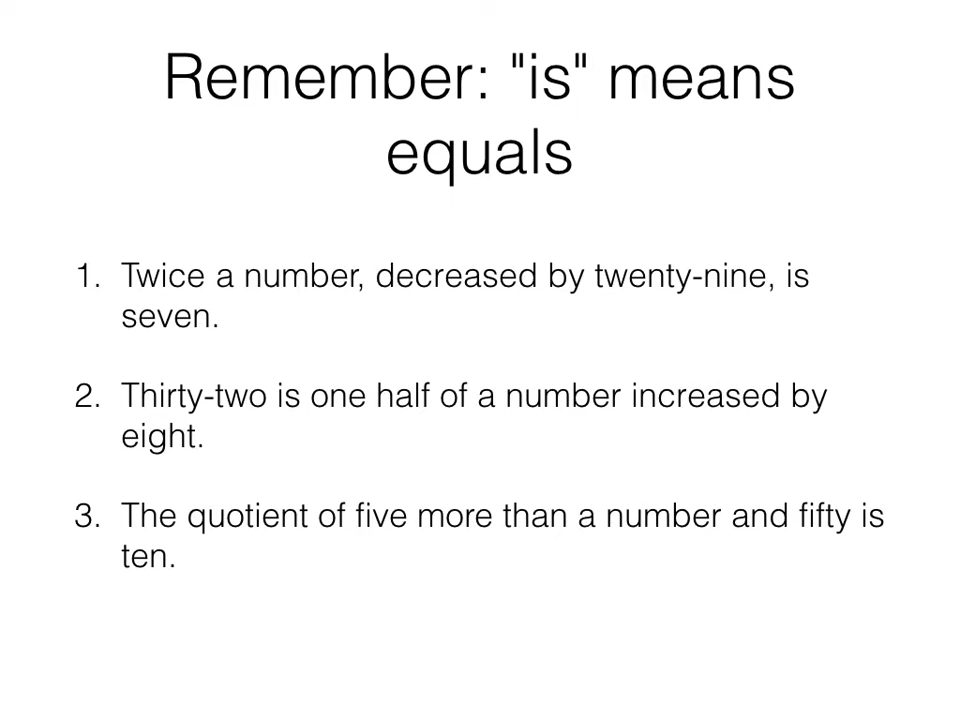 Remember: "is" means
equals
1. Twice a number, decreased by twenty-nine, is
seven.
2. Thirty-two is one half of a number increased by
eight.
3. The quotient of five more than a number and fifty is
ten.